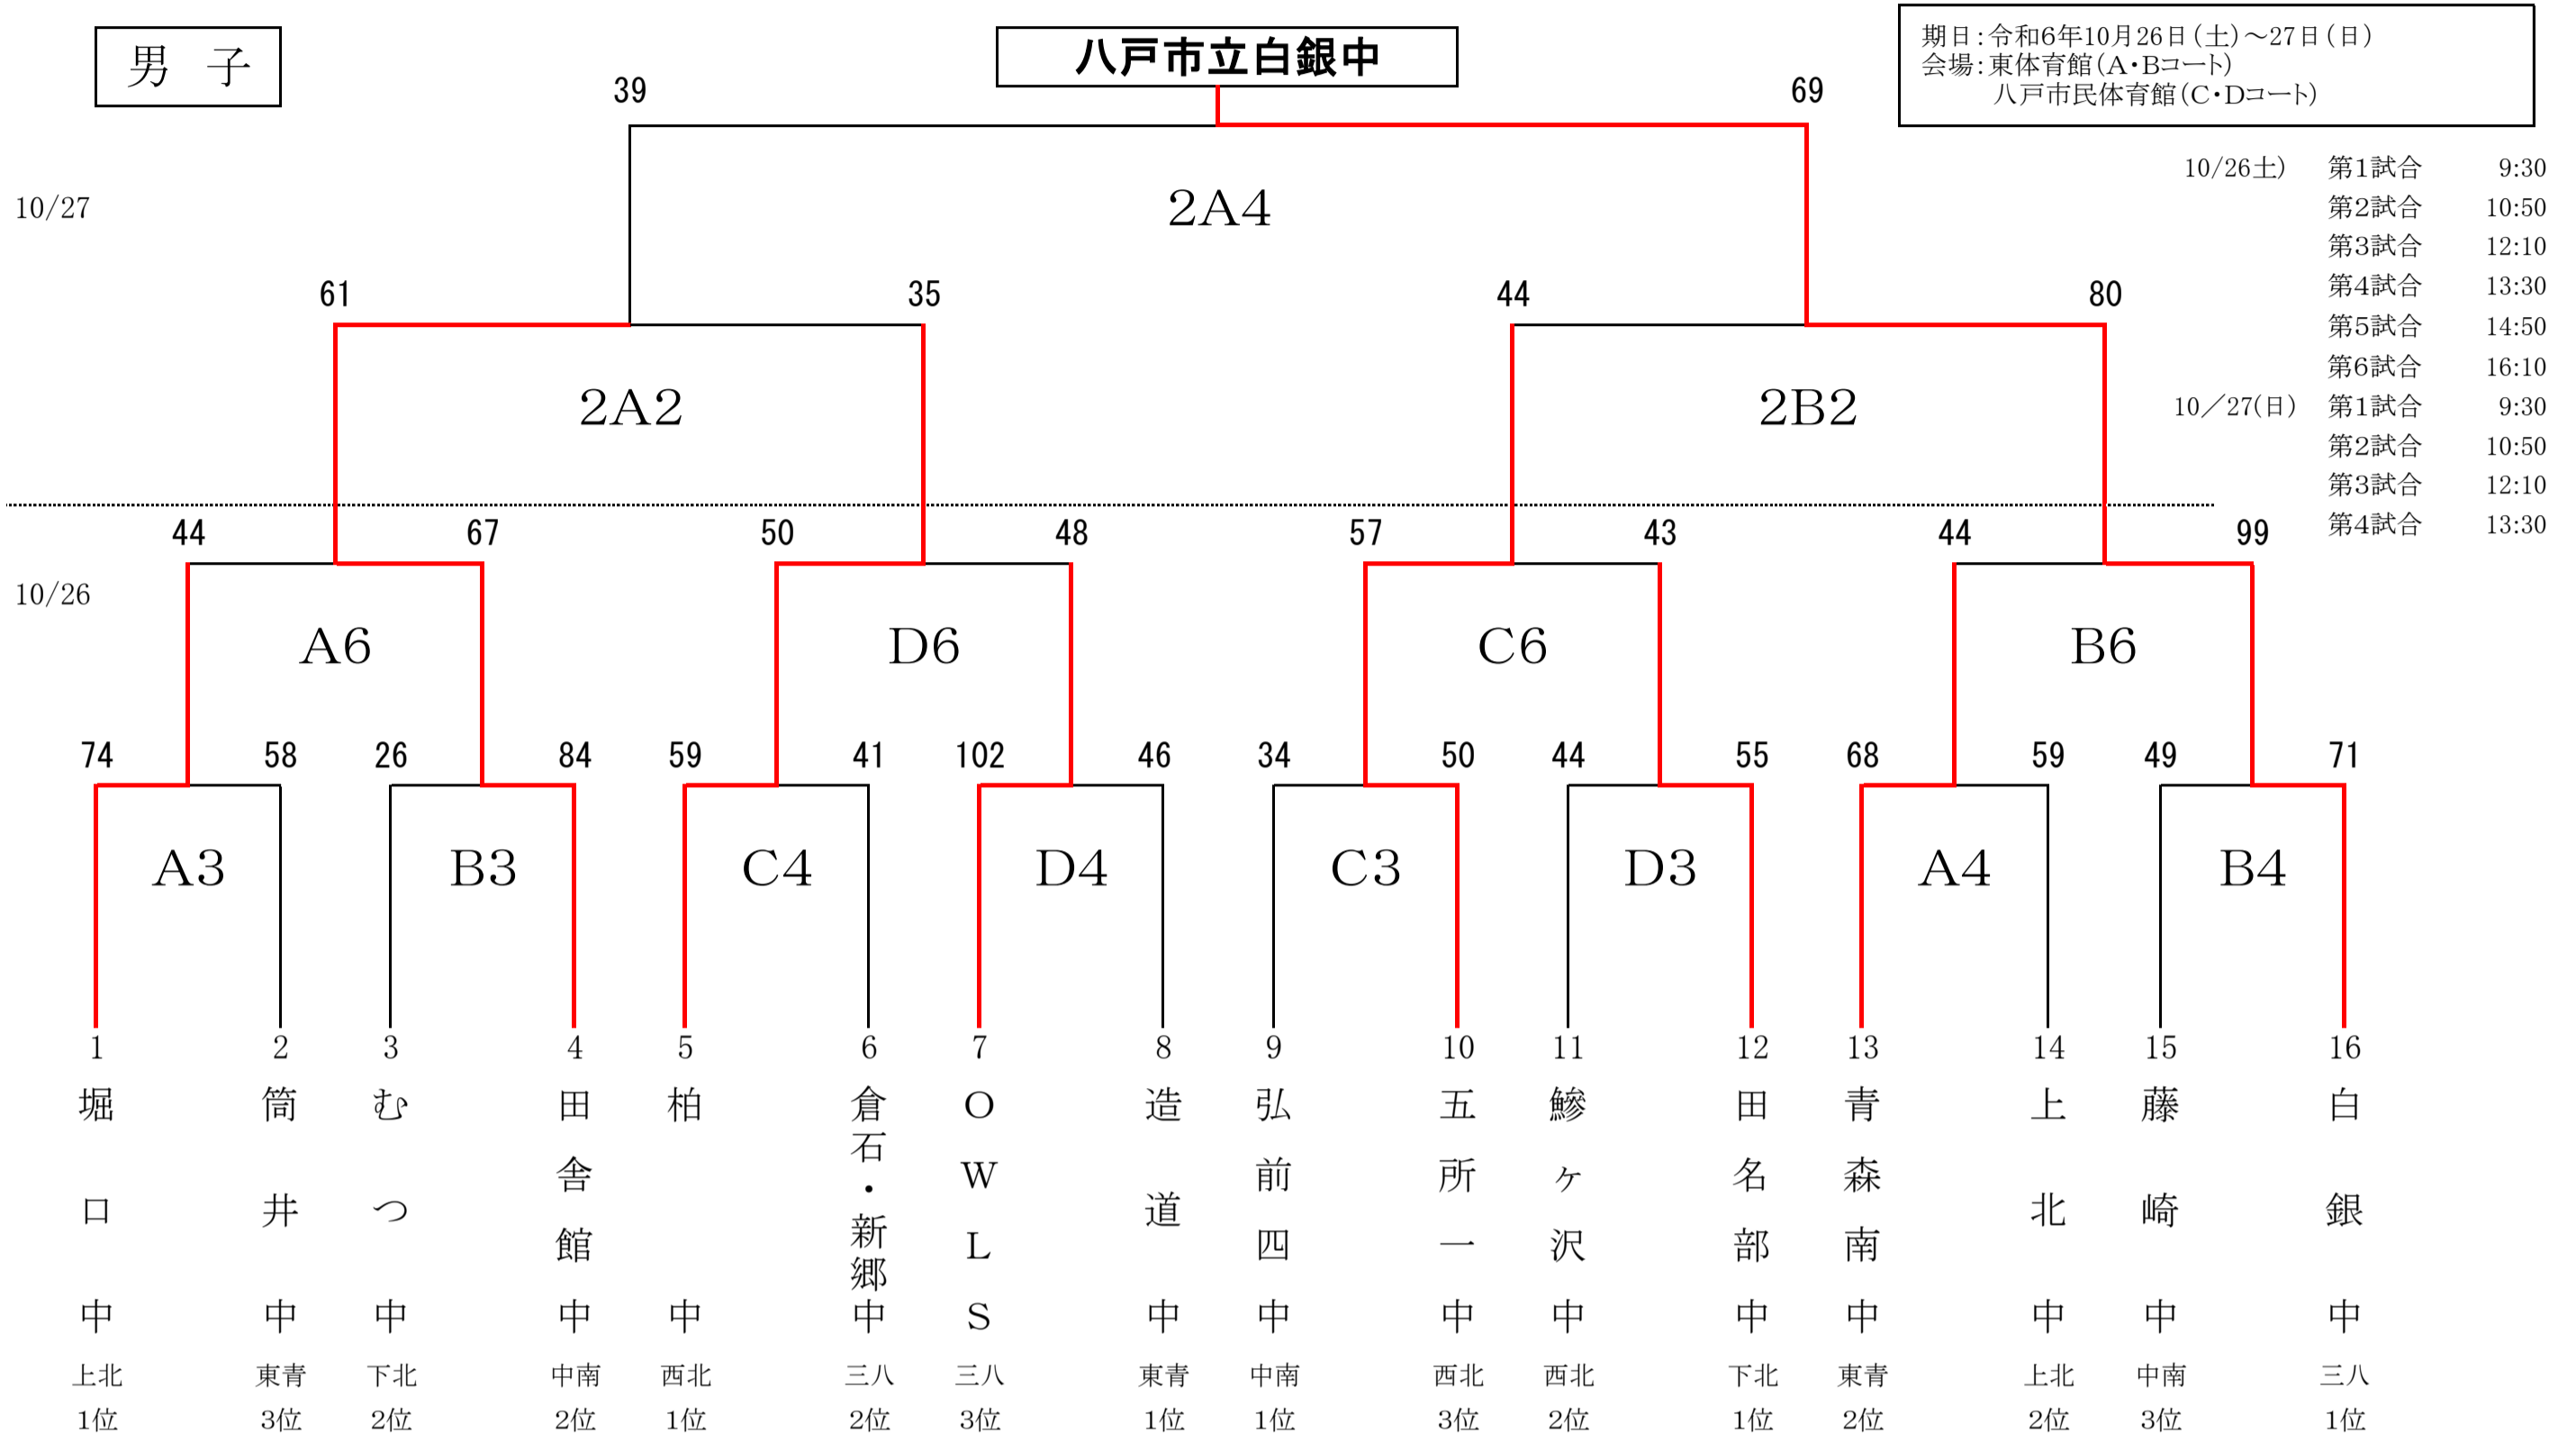 男 子
八戸市立白銀中
期日：令和6年10月26日（土）～27日（日）
会場：東体育館（A・Bコート）
八戸市民体育館（C・Dコート）
39 69
10/26土） 第1試合 9:30
第2試合 10:50
第3試合 12:10
第4試合 13:30
第5試合 14:50
第6試合 16:10
10／27（日） 第1試合 9:30
第2試合 10:50
第3試合 12:10
第4試合 13:30
10/27
2A4
61 35 44 80
2A2 2B2
44 67 50 48 57 43 44 99
10/26
A6 D6 C6 B6
74 58 26 84 59 41 102 46 34 50 44 55 68 59 49 71
A3 B3 C4 D4 C3 D3 A4 B4
1 2 3 4 5 6 7 8 9 10 11 12 13 14 15 16
堀口中
筒井中
むつ中
田舎館中
柏中
倉石・新郷中
OWLS
造道中
弘前四中
五所一中
鰺ヶ沢中
田名部中
青森南中
上北中
藤崎中
白銀中
上北 東青 下北 中南 西北 三八 三八 東青 中南 西北 西北 下北 東青 上北 中南 三八
1位 3位 2位 2位 1位 2位 3位 1位 1位 3位 2位 1位 2位 2位 3位 1位